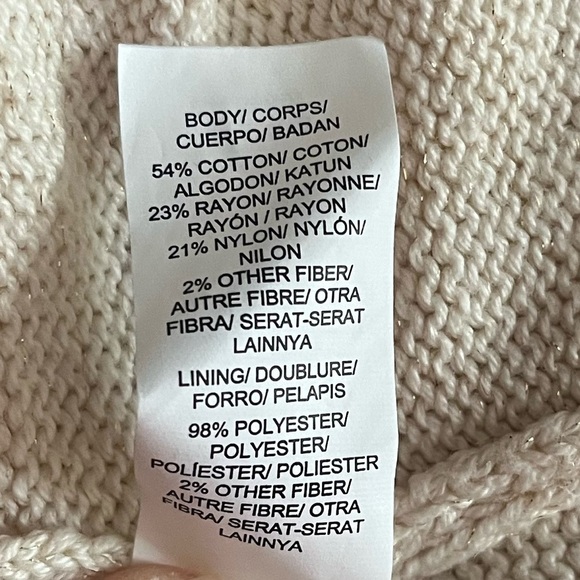 BODY/ CORPS/
CUERPO/ BADAN
54% COTTON/ COTON/
ALGODON/ KATUN
23% RAYON/ RAYONNE/
RAYÓN / RAYON
21% NYLON/ NYLÓN/
NILON
2% OTHER FIBER/
AUTRE FIBRE/ OTRA
FIBRA/ SERAT-SERAT
LAINNYA
LINING/ DOUBLURE/
FORRO/ PELAPIS
98% POLYESTER/
POLYESTER/
POLÍESTER/ POLIESTER
2% OTHER FIBER/
AUTRE FIBRE/ OTRA
FIBRA/ SERAT-SERAT
LAINNYA